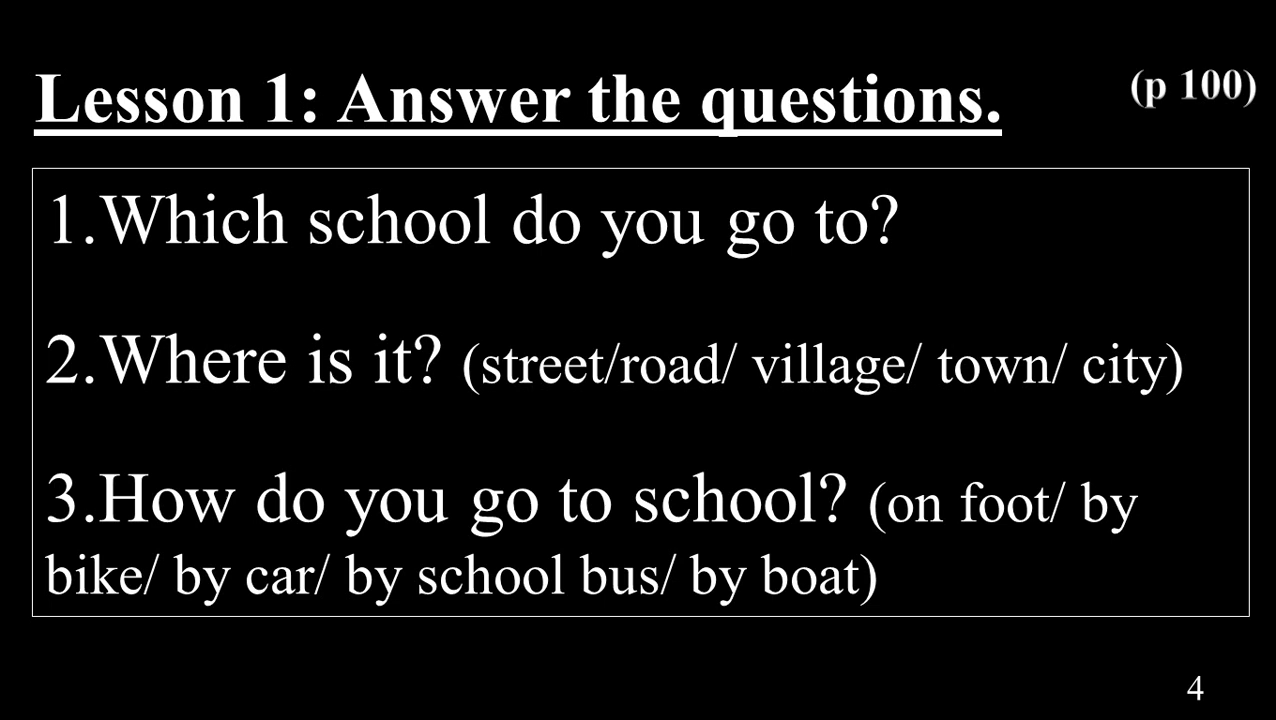 Lesson 1: Answer the questions.
(p 100)
1.Which school do you go to?
2.Where is it? (street/road/ village/ town/ city)
3.How do you go to school? (on foot/ by
bike/ by car/ by school bus/ by boat)
4